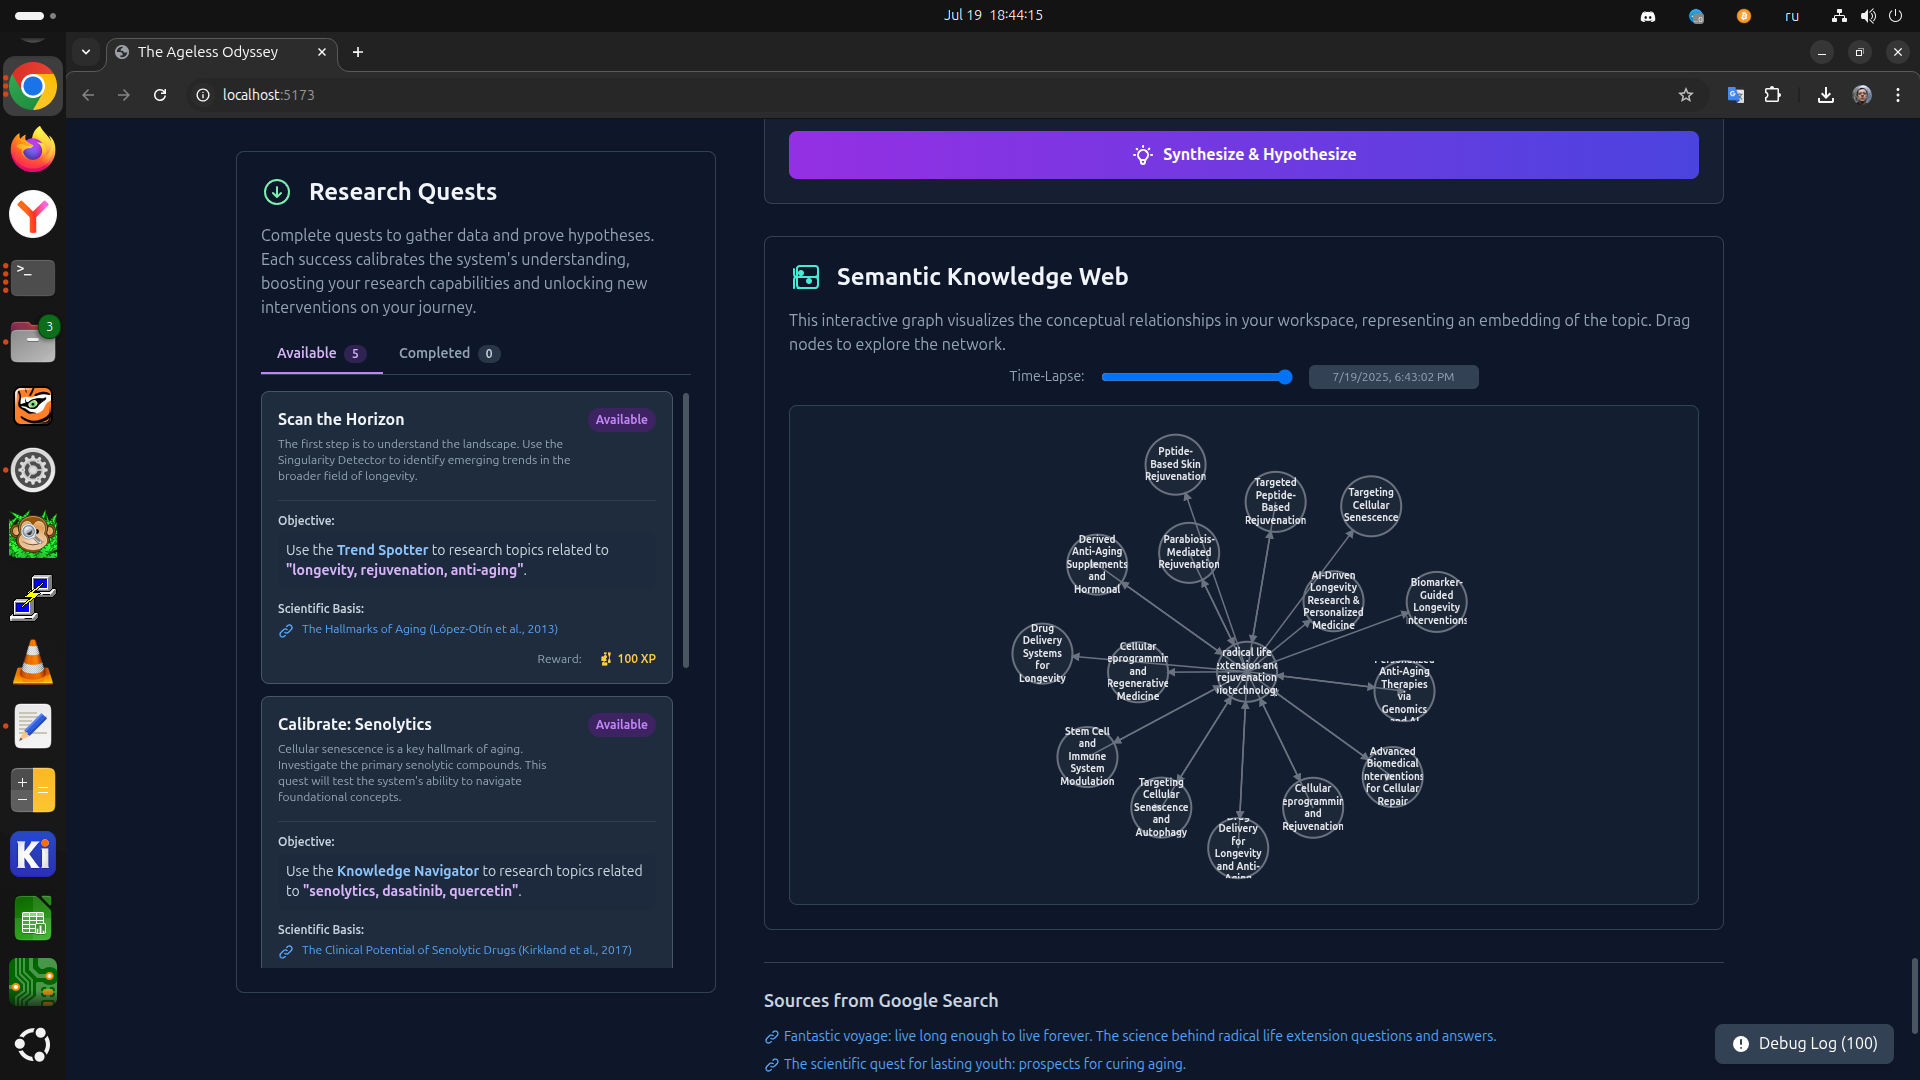 Jul 19 18:44:15
ru
The Ageless Odyssey
localhost:5173
3
Research Quests
Complete quests to gather data and prove hypotheses.
Each success calibrates the system's understanding,
boosting your research capabilities and unlocking new
interventions on your journey.
Available 5
Completed 0
Scan the Horizon
Available
The first step is to understand the landscape. Use the
Singularity Detector to identify emerging trends in the
broader field of longevity.
Objective:
Use the Trend Spotter to research topics related to
"longevity, rejuvenation, anti-aging".
Scientific Basis:
The Hallmarks of Aging (López-Otín et al., 2013)
Reward: 100 XP
Calibrate: Senolytics
Available
Cellular senescence is a key hallmark of aging.
Investigate the primary senolytic compounds. This
quest will test the system's ability to navigate
foundational concepts.
Objective:
Use the Knowledge Navigator to research topics related
to "senolytics, dasatinib, quercetin".
Scientific Basis:
The Clinical Potential of Senolytic Drugs (Kirkland et al., 2017)
Synthesize & Hypothesize
Semantic Knowledge Web
This interactive graph visualizes the conceptual relationships in your workspace, representing an embedding of the topic. Drag
nodes to explore the network.
Time-Lapse:
7/19/2025, 6:43:02 PM
Pptide-
Based Skin
Rejuvenation
Targeted
Peptide-
Based
Rejuvenation
Targeting
Cellular
Senescence
Derived
Anti-Aging
Supplements
and
Hormonal
Parabiosis-
Mediated
Rejuvenation
AI-Driven
Longevity
Research &
Personalized
Medicine
Biomarker-
Guided
Longevity
nterventions
Drug
Delivery
Systems
for
Longevity
Cellular
eprogrammin
and
Regenerative
Medicine
radical life
extension and
rejuvenation
biotechnology
Anti-Aging
Therapies
via
Genomics
and AI
Stem Cell
and
Immune
System
Modulation
Targeting
Cellular
Senescence
and
Autophagy
Drug
Delivery
for
Longevity
and Anti-
Aging
Cellular
eprogrammin
and
Rejuvenation
Advanced
Biomedical
nterventions
for Cellular
Repair
Sources from Google Search
Fantastic voyage: live long enough to live forever. The science behind radical life extension questions and answers.
The scientific quest for lasting youth: prospects for curing aging.
Debug Log (100)